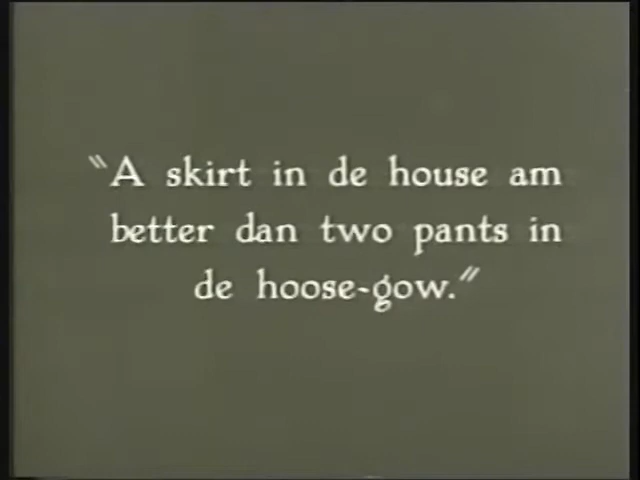 "A skirt in de house am
better dan two pants in
de hoose-gow."